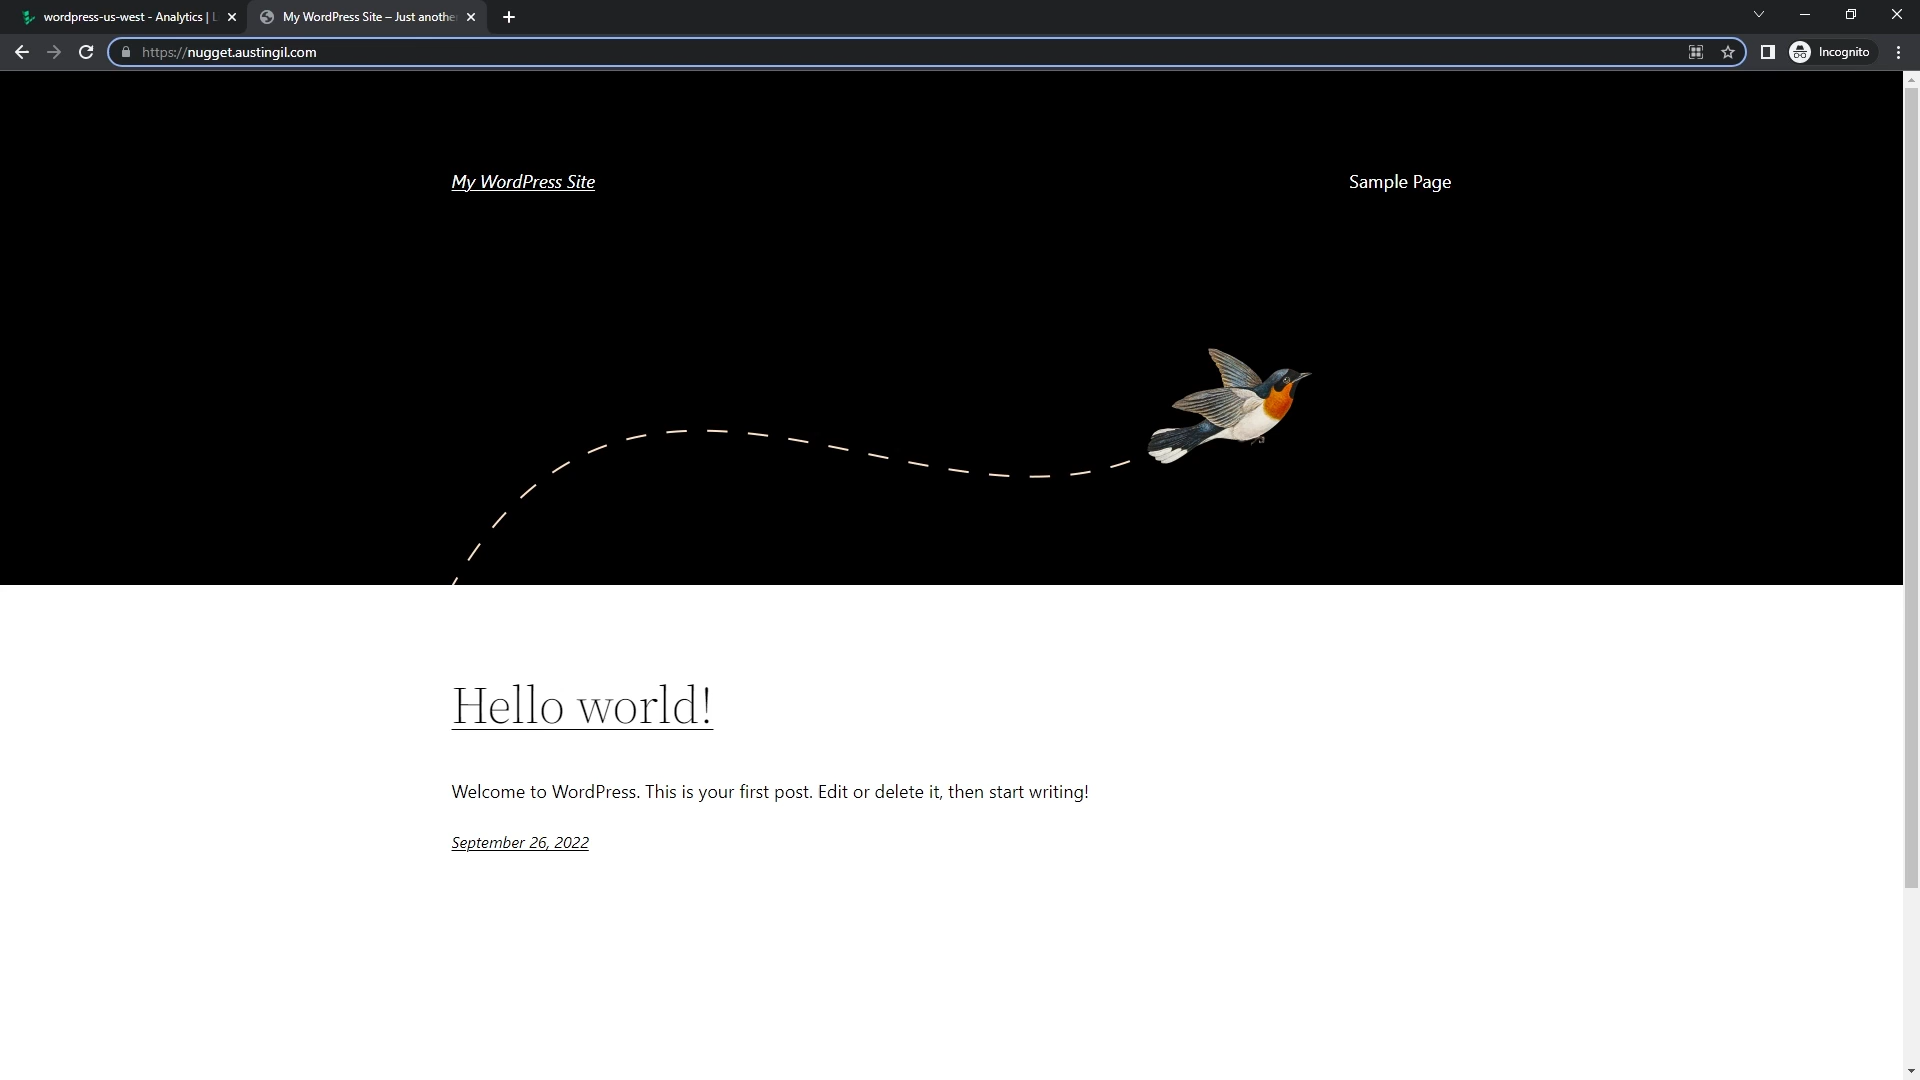 wordpress-us-west - Analytics | L
My WordPress Site – Just anothe
https://nugget.austingil.com
Incognito
My WordPress Site
Sample Page
Hello world!
Welcome to WordPress. This is your first post. Edit or delete it, then start writing!
September 26, 2022